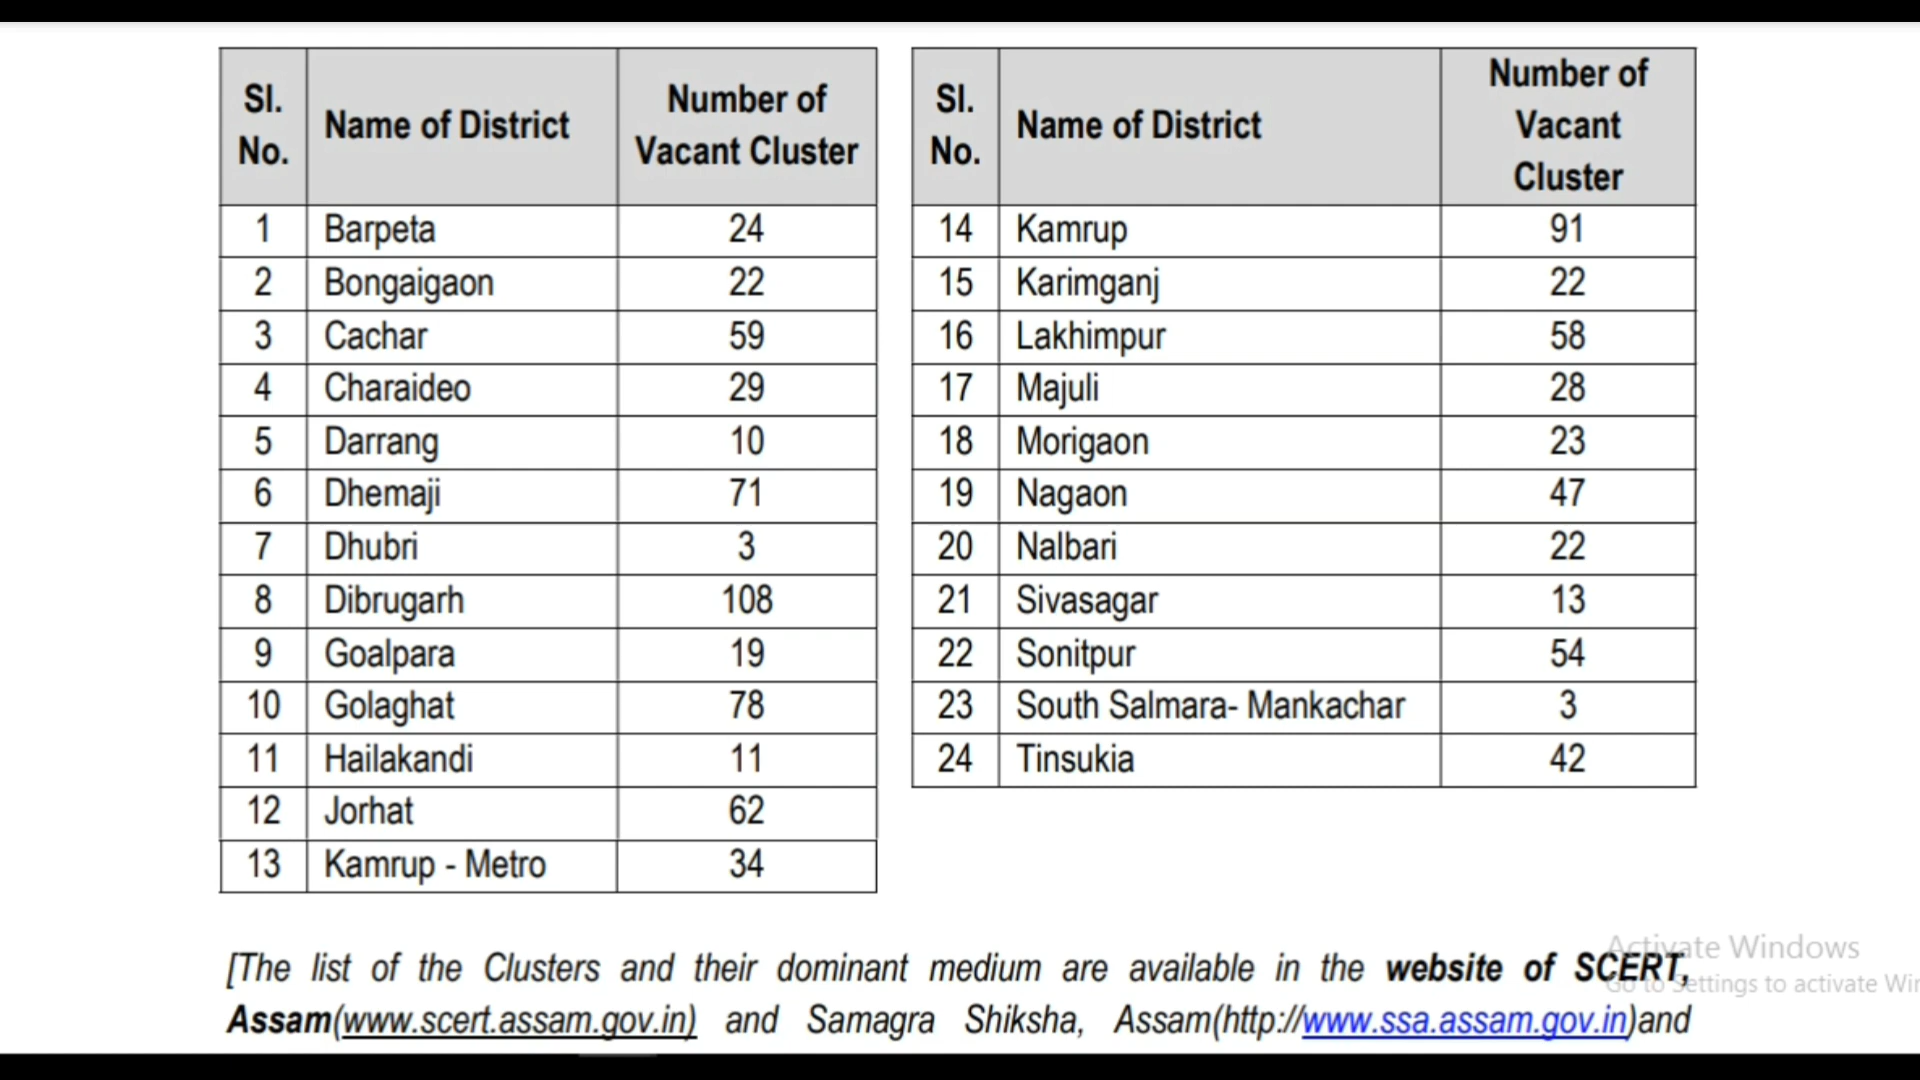 Sl. No. Name of District Number of Vacant Cluster
1 Barpeta 24
2 Bongaigaon 22
3 Cachar 59
4 Charaideo 29
5 Darrang 10
6 Dhemaji 71
7 Dhubri 3
8 Dibrugarh 108
9 Goalpara 19
10 Golaghat 78
11 Hailakandi 11
12 Jorhat 62
13 Kamrup - Metro 34
Sl. No. Name of District Number of Vacant Cluster
14 Kamrup 91
15 Karimganj 22
16 Lakhimpur 58
17 Majuli 28
18 Morigaon 23
19 Nagaon 47
20 Nalbari 22
21 Sivasagar 13
22 Sonitpur 54
23 South Salmara- Mankachar 3
24 Tinsukia 42
[The list of the Clusters and their dominant medium are available in the website of SCERT,
Assam(www.scert.assam.gov.in) and Samagra Shiksha, Assam(http://www.ssa.assam.gov.in)and
Activate Windows
Go to Settings to activate Wi